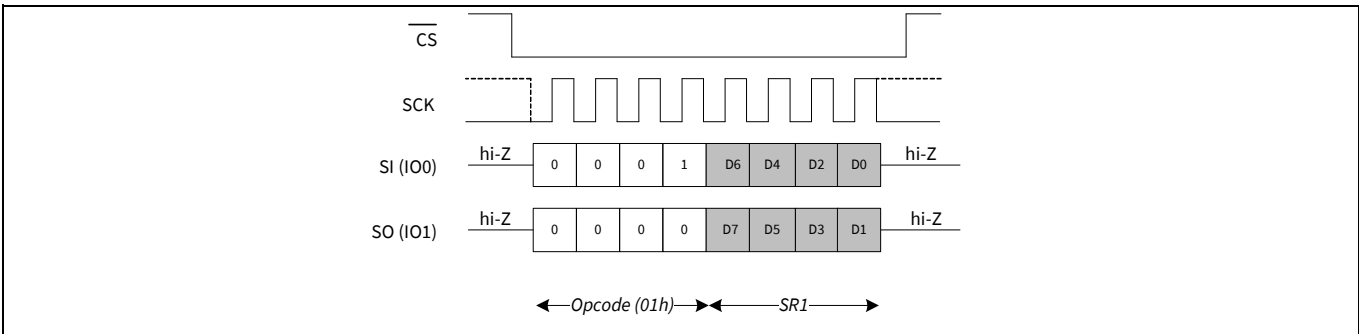 CS
SCK
hi-Z
hi-Z
SI (IO0)
0 0 0 1 D6 D4 D2 D0
hi-Z
hi-Z
SO (IO1)
0 0 0 0 D7 D5 D3 D1
Opcode (01h) SR1